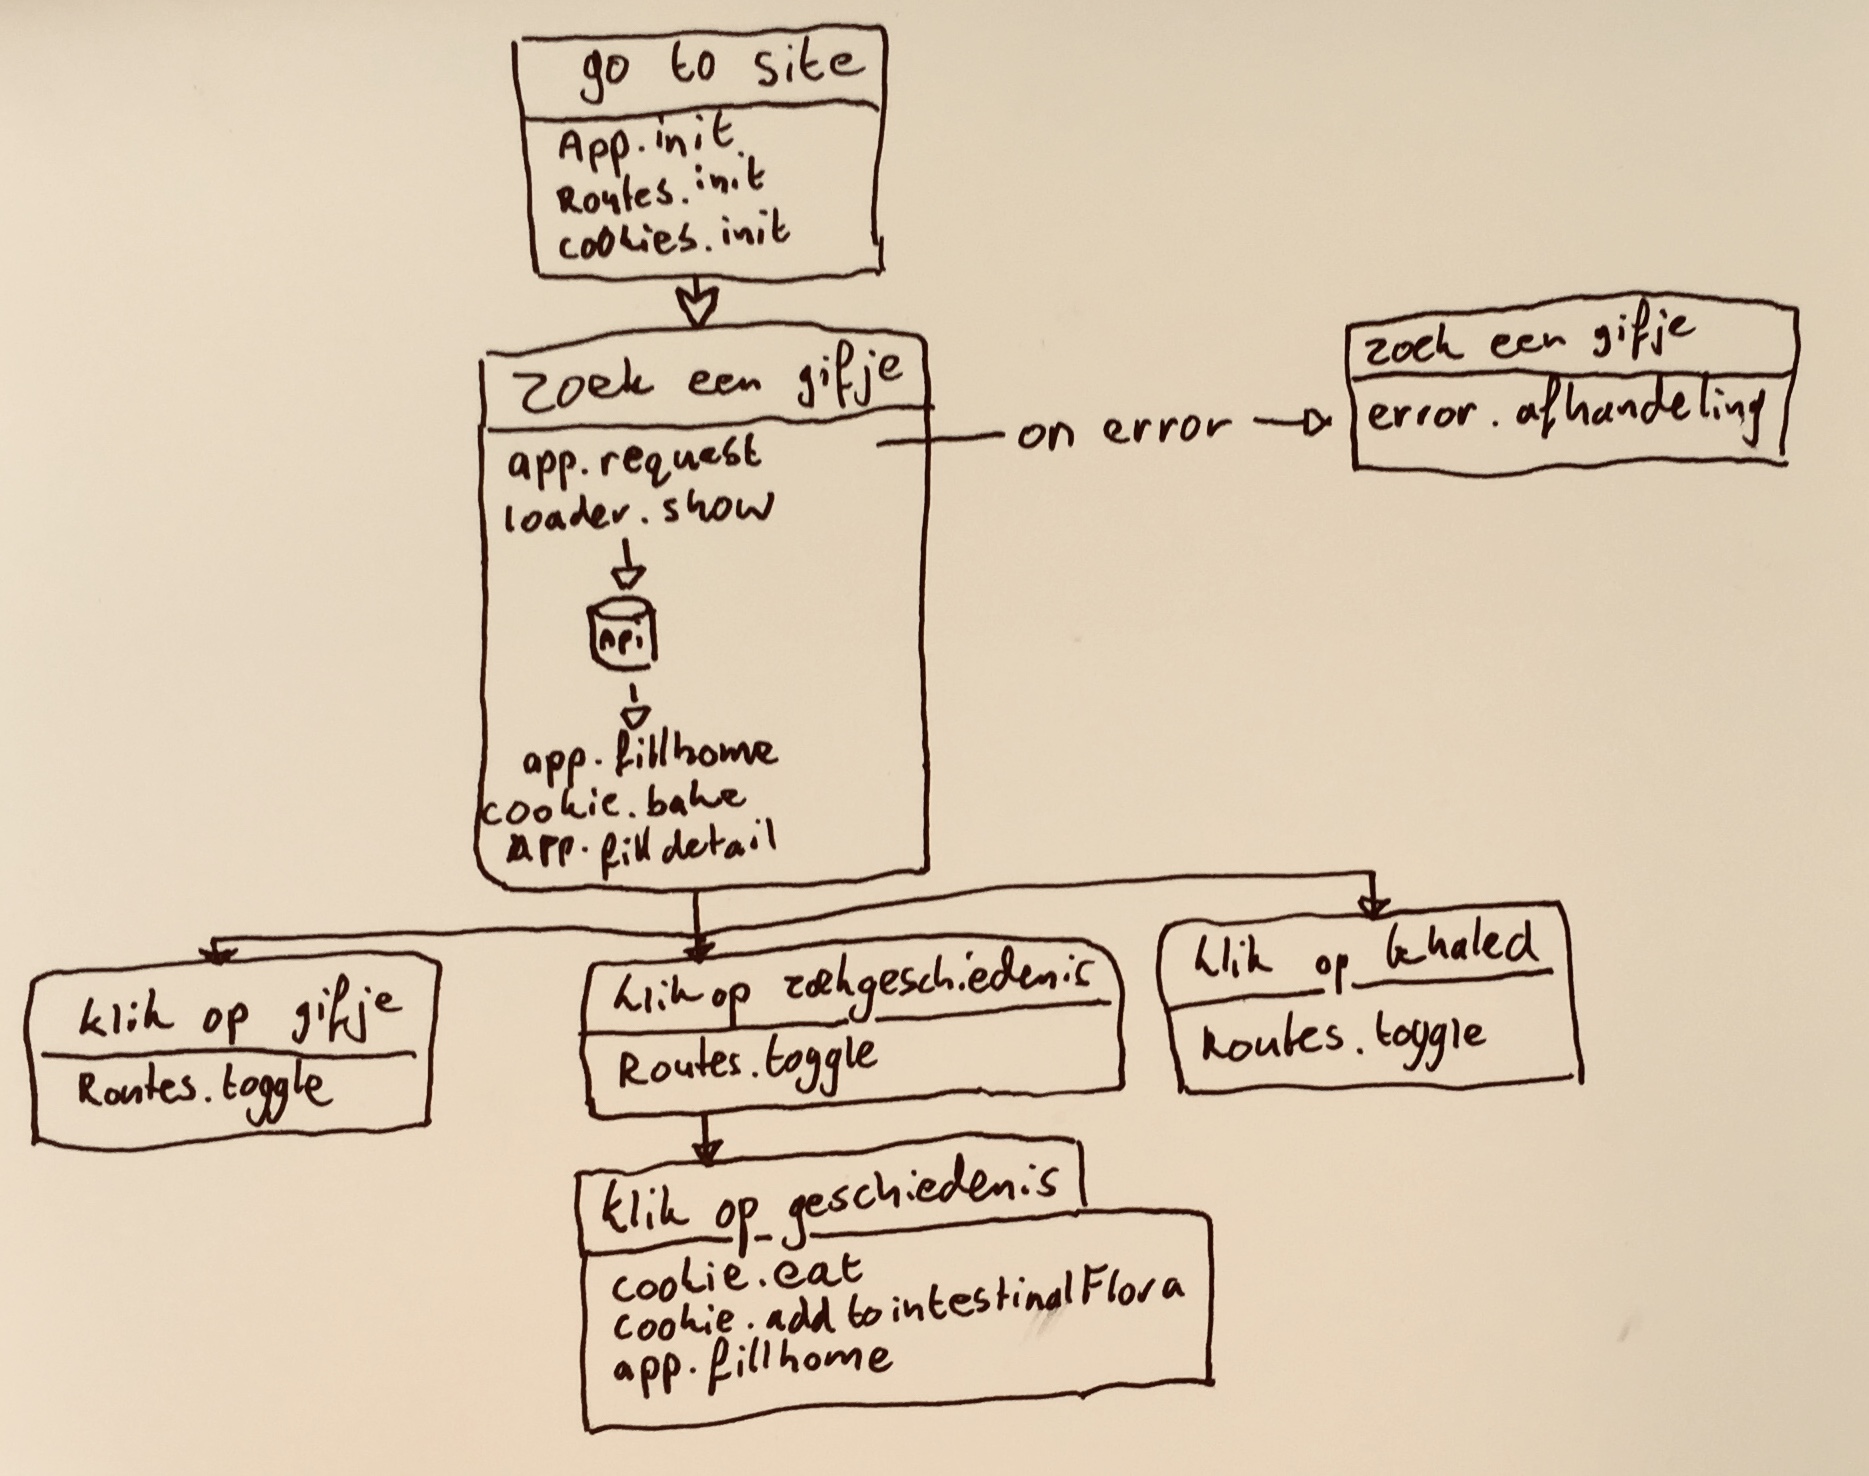 go to site
App.init
Routes.init
cookies.init
zoek een gifje
app.request
loader.show
Api
app.fillhome
cookie.bake
App.filldetail
on error
zoek een gifje
error.afhandeling
klik op gifje
Routes.toggle
klik op zoekgeschiedenis
Routes.toggle
klik op khaled
Routes.toggle
klik op geschiedenis
cookie.eat
cookie.add to intestinalFlora
app.fillhome